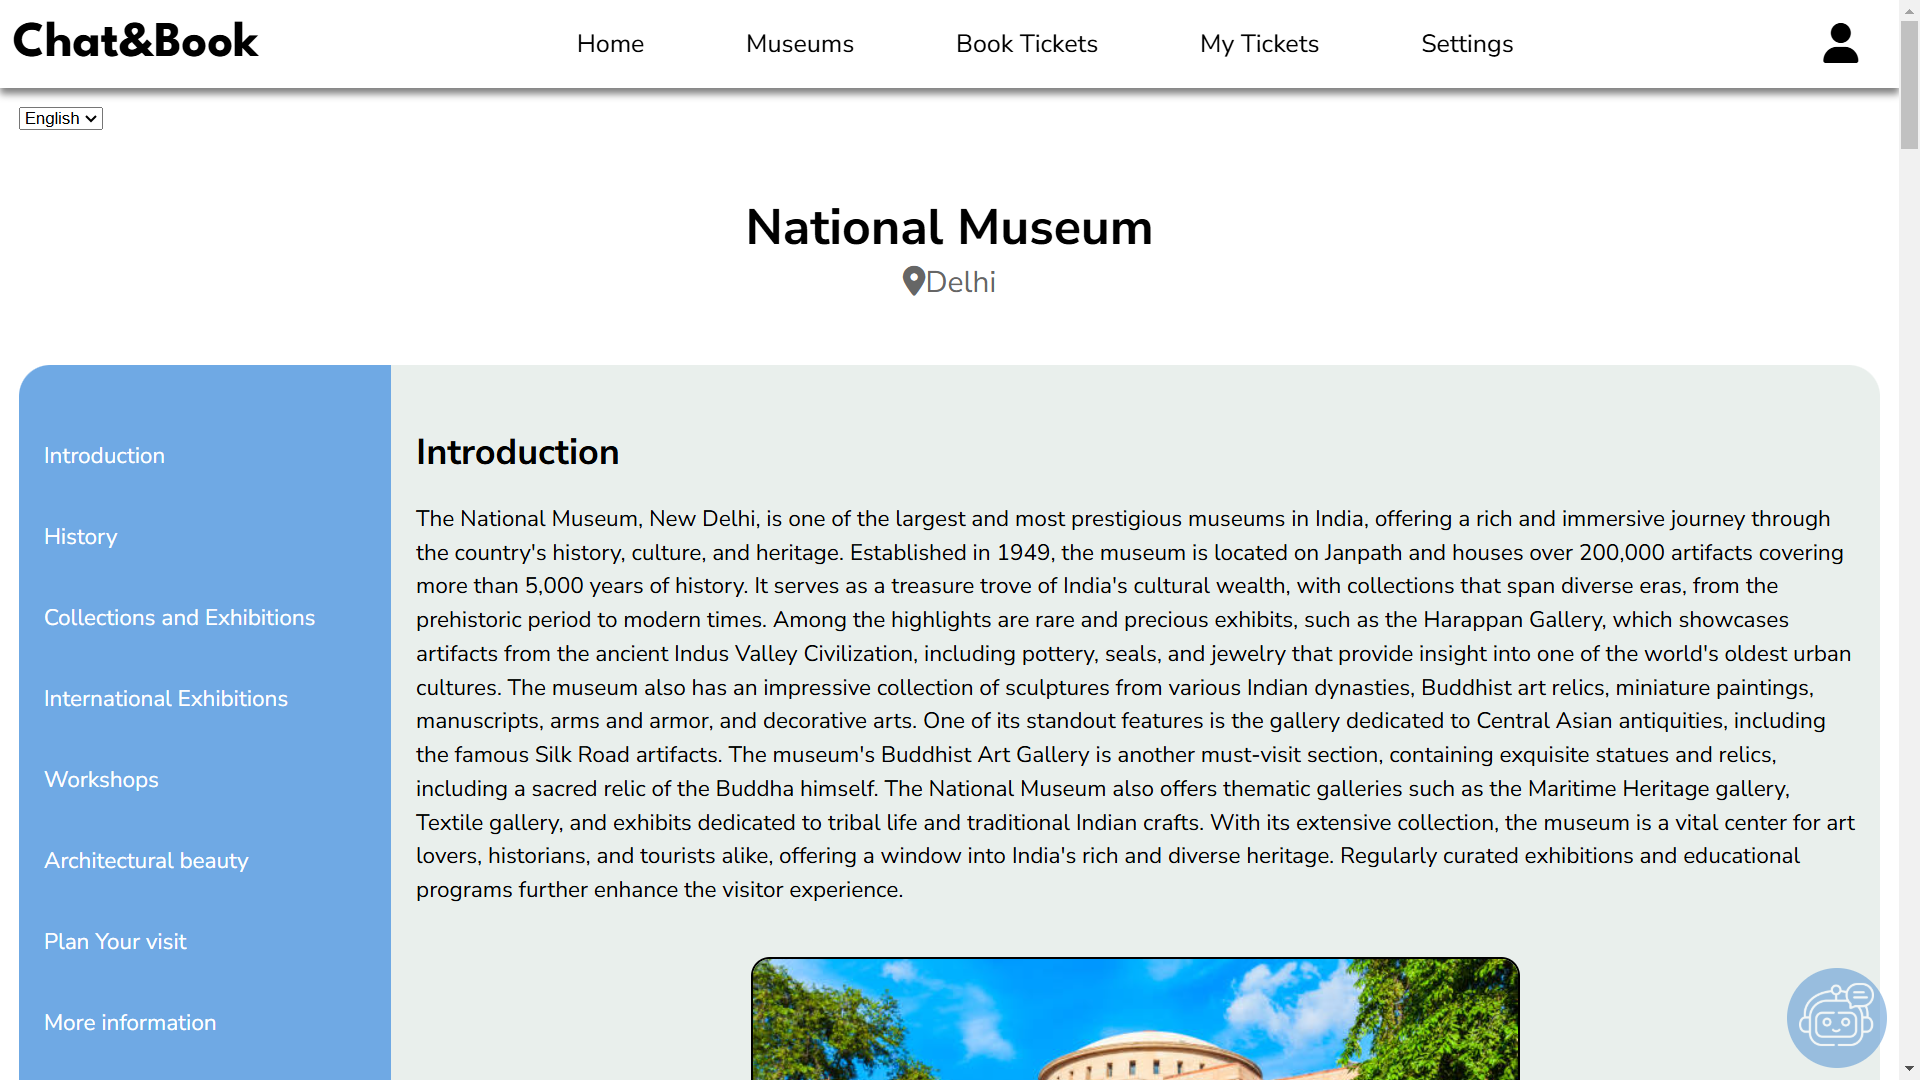 Chat&Book
Home
Museums
Book Tickets
My Tickets
Settings
English
National Museum
Delhi
Introduction
History
Collections and Exhibitions
International Exhibitions
Workshops
Architectural beauty
Plan Your visit
More information
Introduction
The National Museum, New Delhi, is one of the largest and most prestigious museums in India, offering a rich and immersive journey through
the country's history, culture, and heritage. Established in 1949, the museum is located on Janpath and houses over 200,000 artifacts covering
more than 5,000 years of history. It serves as a treasure trove of India's cultural wealth, with collections that span diverse eras, from the
prehistoric period to modern times. Among the highlights are rare and precious exhibits, such as the Harappan Gallery, which showcases
artifacts from the ancient Indus Valley Civilization, including pottery, seals, and jewelry that provide insight into one of the world's oldest urban
cultures. The museum also has an impressive collection of sculptures from various Indian dynasties, Buddhist art relics, miniature paintings,
manuscripts, arms and armor, and decorative arts. One of its standout features is the gallery dedicated to Central Asian antiquities, including
the famous Silk Road artifacts. The museum's Buddhist Art Gallery is another must-visit section, containing exquisite statues and relics,
including a sacred relic of the Buddha himself. The National Museum also offers thematic galleries such as the Maritime Heritage gallery,
Textile gallery, and exhibits dedicated to tribal life and traditional Indian crafts. With its extensive collection, the museum is a vital center for art
lovers, historians, and tourists alike, offering a window into India's rich and diverse heritage. Regularly curated exhibitions and educational
programs further enhance the visitor experience.